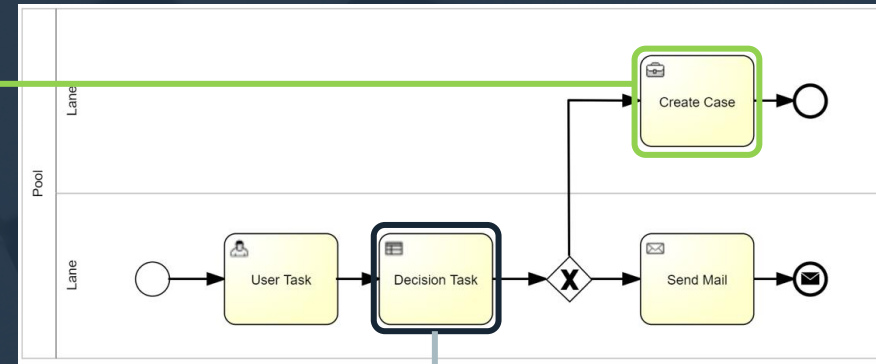 Pool
Lane
Create Case
Lane
User Task
Decision Task
X
Send Mail